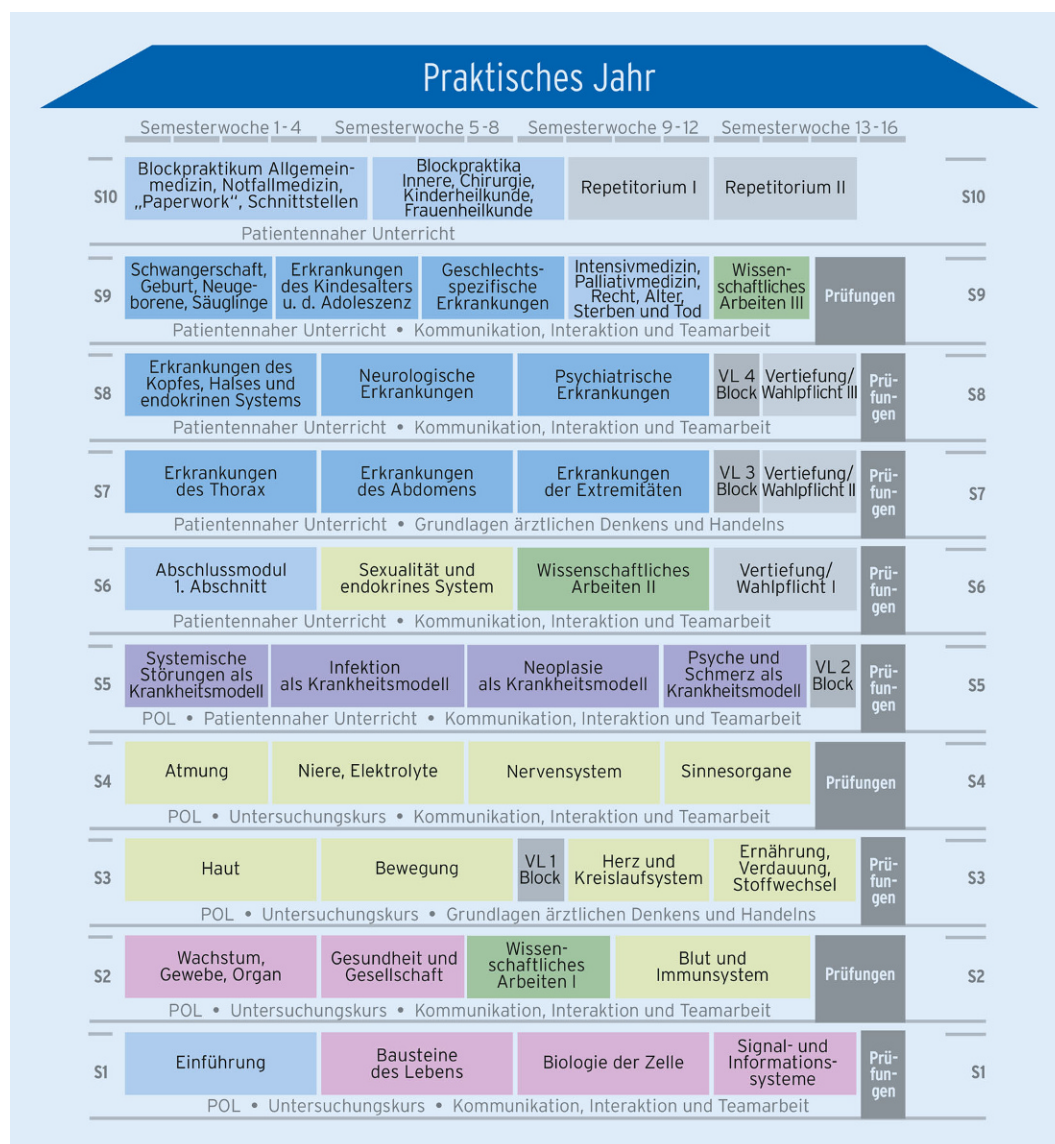 Praktisches Jahr
Semesterwoche 1 - 4
Semesterwoche 5 - 8
Semesterwoche 9 - 12
Semesterwoche 13 - 16
S10
Blockpraktikum Allgemein-
medizin, Notfallmedizin,
„Paperwork“, Schnittstellen
Blockpraktika
Innere, Chirurgie,
Kinderheilkunde,
Frauenheilkunde
Repetitorium I
Repetitorium II
S10
Patientennaher Unterricht
S9
Schwangerschaft,
Geburt, Neuge-
borene, Säuglinge
Erkrankungen
des Kindesalters
u. d. Adoleszenz
Geschlechts-
spezifische
Erkrankungen
Intensivmedizin,
Palliativmedizin,
Recht, Alter,
Sterben und Tod
Wissen-
schaftliches
Arbeiten III
Prüfungen
S9
Patientennaher Unterricht • Kommunikation, Interaktion und Teamarbeit
S8
Erkrankungen des
Kopfes, Halses und
endokrinen Systems
Neurologische
Erkrankungen
Psychiatrische
Erkrankungen
VL 4
Block
Vertiefung/
Wahlpflicht III
Prü-
fun-
gen
S8
Patientennaher Unterricht • Kommunikation, Interaktion und Teamarbeit
S7
Erkrankungen
des Thorax
Erkrankungen
des Abdomens
Erkrankungen
der Extremitäten
VL 3
Block
Vertiefung/
Wahlpflicht II
Prü-
fun-
gen
S7
Patientennaher Unterricht • Grundlagen ärztlichen Denkens und Handelns
S6
Abschlussmodul
1. Abschnitt
Sexualität und
endokrines System
Wissenschaftliches
Arbeiten II
Vertiefung/
Wahlpflicht I
Prü-
fun-
gen
S6
Patientennaher Unterricht • Kommunikation, Interaktion und Teamarbeit
S5
Systemische
Störungen als
Krankheitsmodell
Infektion
als Krankheitsmodell
Neoplasie
als Krankheitsmodell
Psyche und
Schmerz als
Krankheitsmodell
VL 2
Block
Prü-
fun-
gen
S5
POL • Patientennaher Unterricht • Kommunikation, Interaktion und Teamarbeit
S4
Atmung
Niere, Elektrolyte
Nervensystem
Sinnesorgane
Prüfungen
S4
POL • Untersuchungskurs • Kommunikation, Interaktion und Teamarbeit
S3
Haut
Bewegung
VL 1
Block
Herz und
Kreislaufsystem
Ernährung,
Verdauung,
Stoffwechsel
Prü-
fun-
gen
S3
POL • Untersuchungskurs • Grundlagen ärztlichen Denkens und Handelns
S2
Wachstum,
Gewebe, Organ
Gesundheit und
Gesellschaft
Wissen-
schaftliches
Arbeiten I
Blut und
Immunsystem
Prüfungen
S2
POL • Untersuchungskurs • Kommunikation, Interaktion und Teamarbeit
S1
Einführung
Bausteine
des Lebens
Biologie der Zelle
Signal- und
Informations-
systeme
Prü-
fun-
gen
S1
POL • Untersuchungskurs • Kommunikation, Interaktion und Teamarbeit